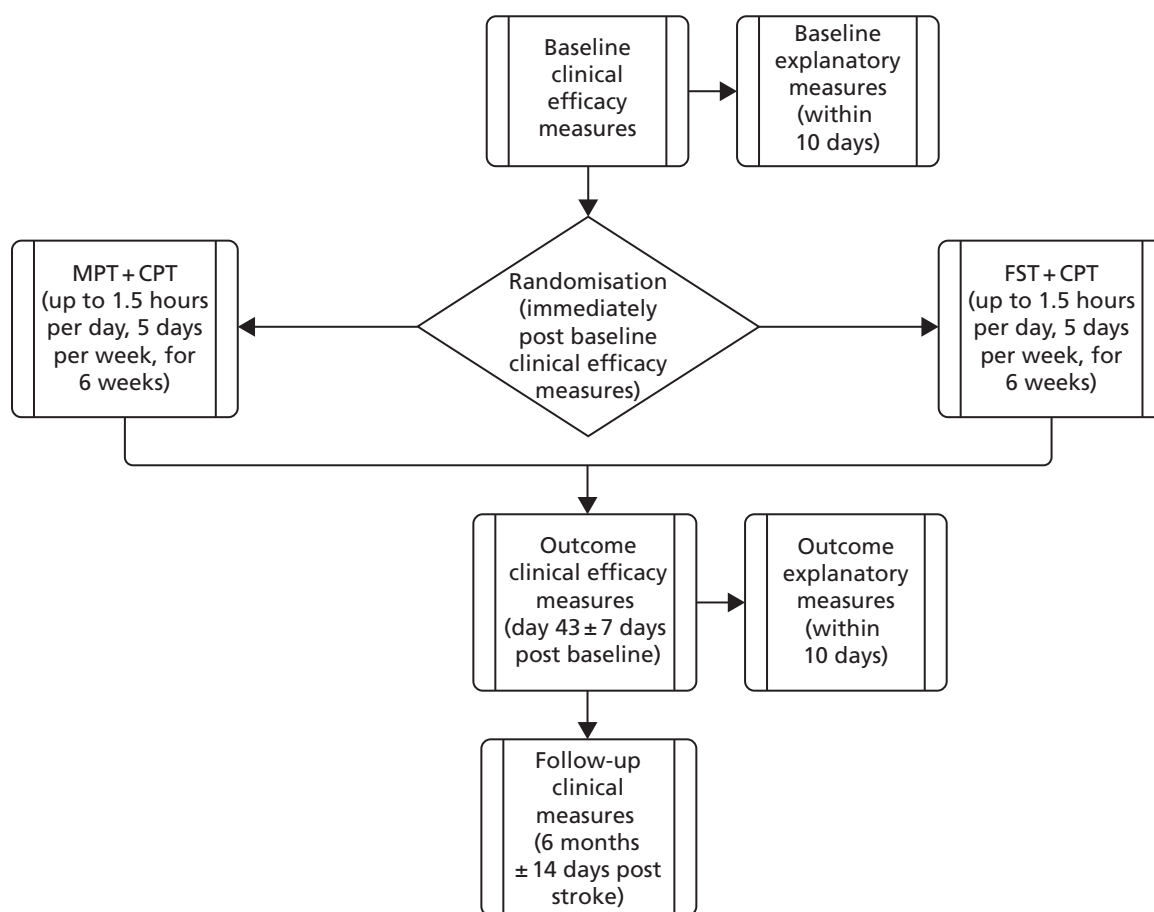 Baseline
clinical
efficacy
measures
Baseline
explanatory
measures
(within
10 days)
MPT + CPT
(up to 1.5 hours
per day, 5 days
per week, for
6 weeks)
Randomisation
(immediately
post baseline
clinical efficacy
measures)
FST + CPT
(up to 1.5 hours
per day, 5 days
per week, for
6 weeks)
Outcome
clinical efficacy
measures
(day 43 ± 7 days
post baseline)
Outcome
explanatory
measures
(within
10 days)
Follow-up
clinical
measures
(6 months
± 14 days post
stroke)